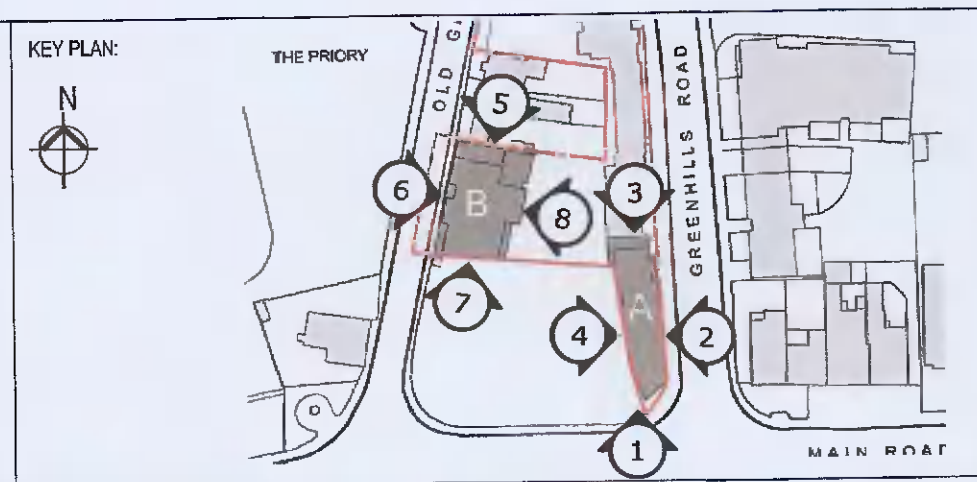 KEY PLAN:
N
THE PRIORY
OLD
GREENHILLS ROAD
5
6
B
8
3
7
A
4
2
1
MAIN ROAD